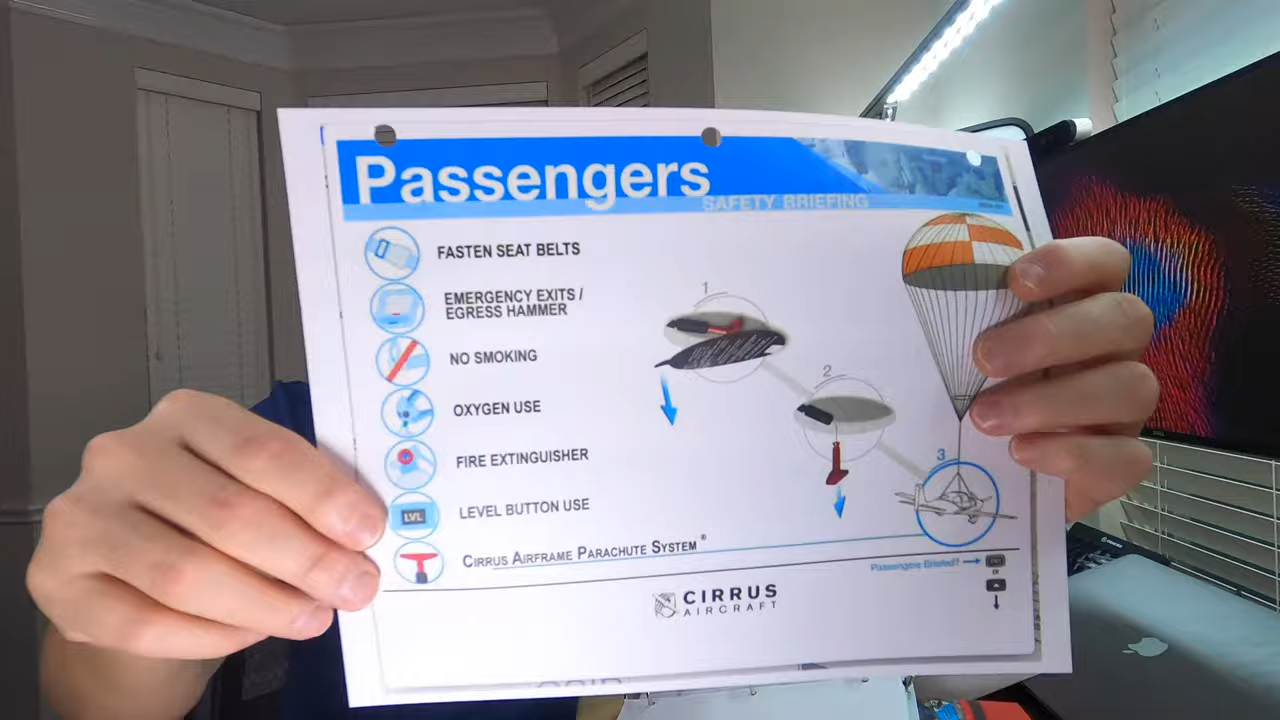 Passengers
SAFETY BRIEFING
FASTEN SEAT BELTS
EMERGENCY EXITS /
EGRESS HAMMER
NO SMOKING
OXYGEN USE
FIRE EXTINGUISHER
LVL
LEVEL BUTTON USE
CIRRUS AIRFRAME PARACHUTE SYSTEM ®
1
2
3
Passengers Briefed?
or
CIRRUS
AIRCRAFT